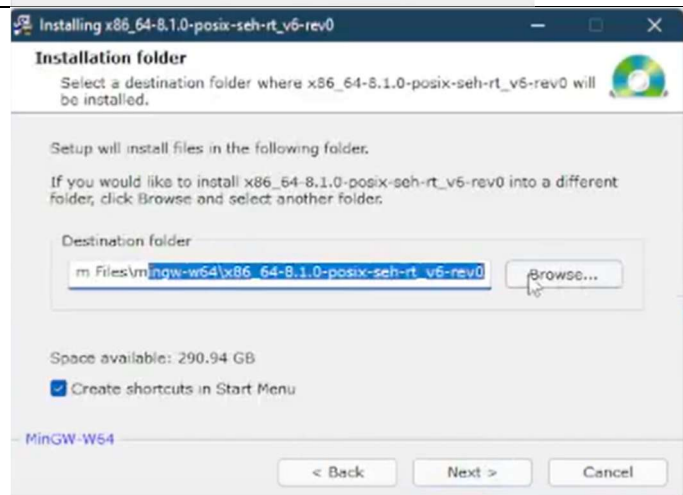 Installing x86_64-8.1.0-posix-seh-rt_v6-rev0
Installation folder
Select a destination folder where x86_64-8.1.0-posix-seh-rt_v6-rev0 will
be installed.
Setup will install files in the following folder.
If you would like to install x86_64-8.1.0-posix-seh-rt_v6-rev0 into a different
folder, click Browse and select another folder.
Destination folder
m Files\mingw-w64\x86_64-8.1.0-posix-seh-rt_v6-rev0
Browse...
Space available: 290.94 GB
Create shortcuts in Start Menu
MinGW-W64
< Back
Next >
Cancel